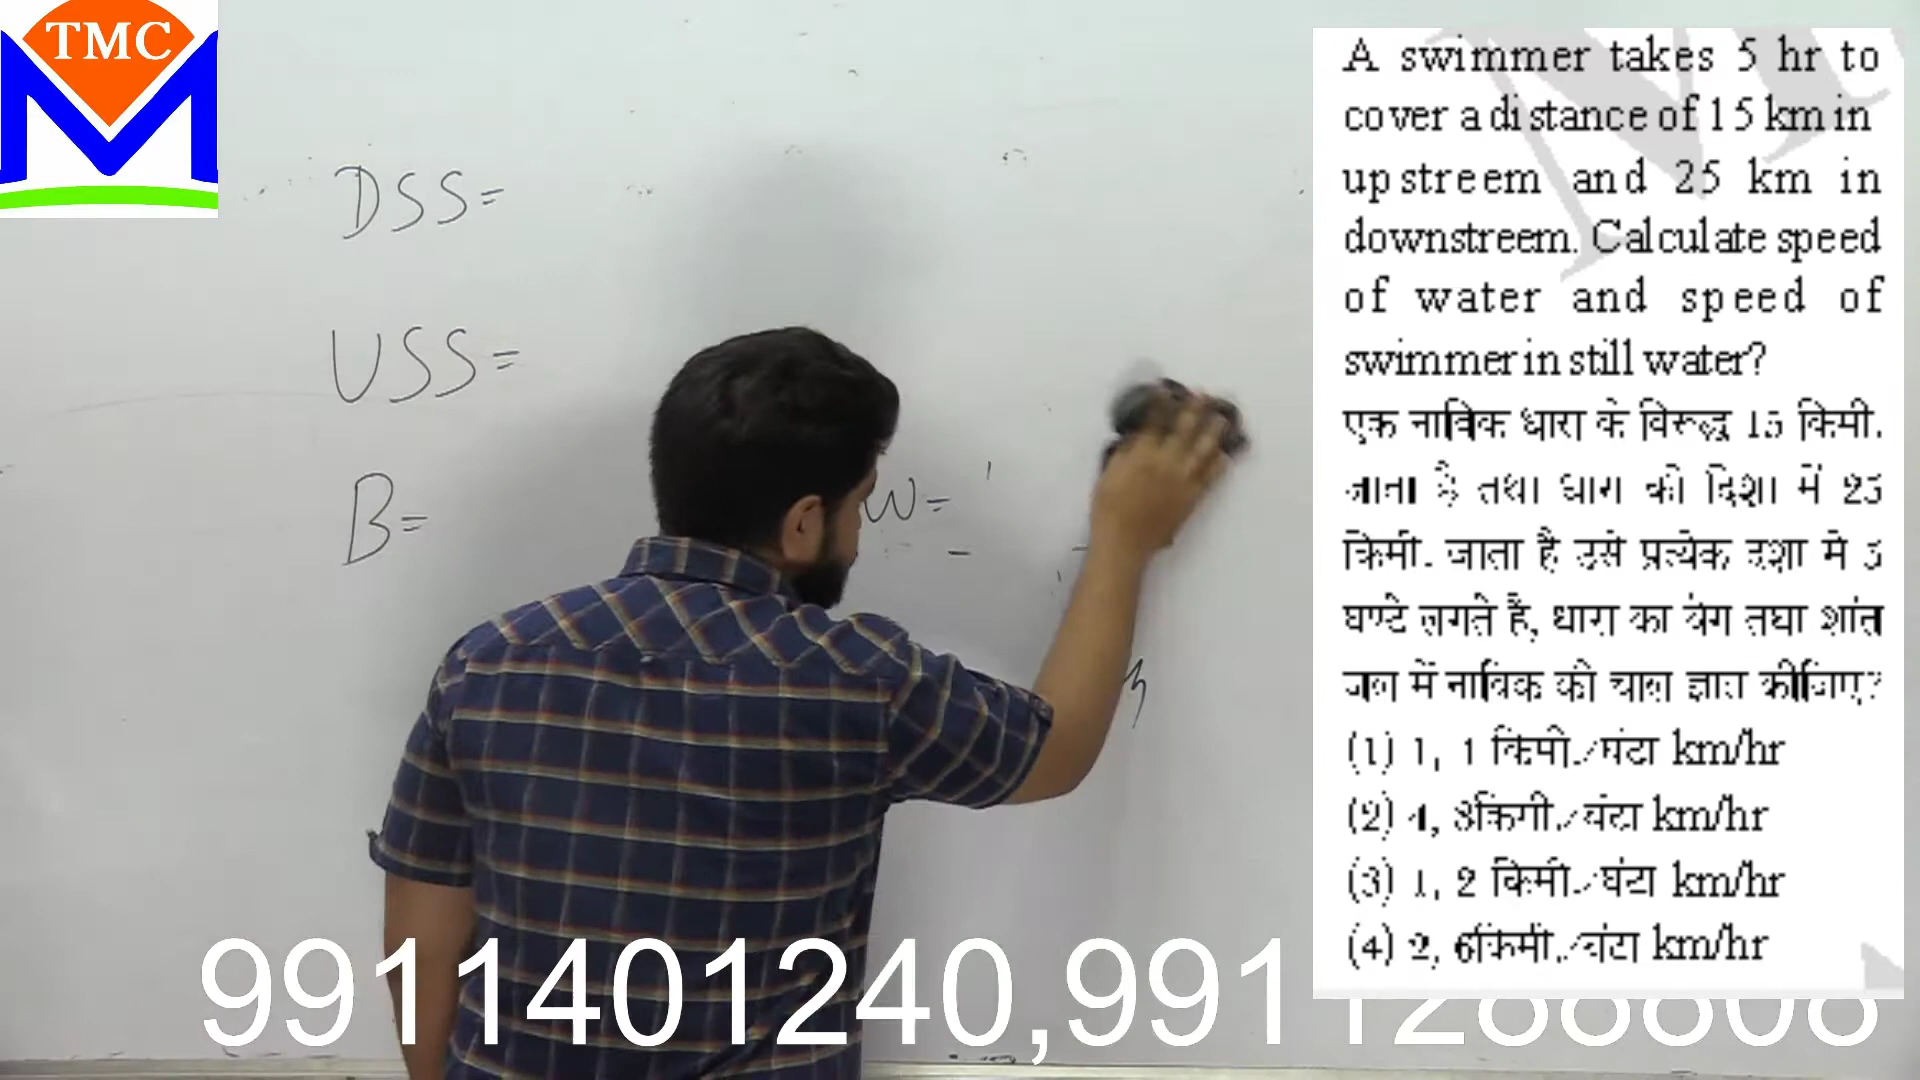 TMC
DSS=
USS=
B=
W=
A swimmer takes 5 hr to
cover a distance of 15 km in
upstreem and 25 km in
downstreem. Calculate speed
of water and speed of
swimmer in still water?
एक नाविक धारा के विरूद्ध 15 किमी.
जाता है तथा धारा की दिशा में 25
किमी. जाता है उसे प्रत्येक दशा में 5
घण्टे लगते है, धारा का वेग तथा शांत
जल में नाविक की चाल ज्ञात कीजिए?
(1) 1, 1 किमी./घंटा km/hr
(2) 4, 3किमी./घंटा km/hr
(3) 1, 2 किमी./घंटा km/hr
(4) 2, 6किमी./घंटा km/hr
9911401240,9911288808